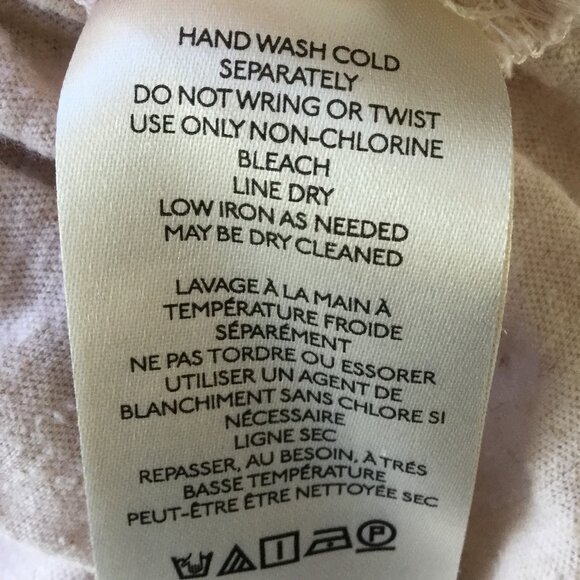 HAND WASH COLD
SEPARATELY
DO NOT WRING OR TWIST
USE ONLY NON-CHLORINE
BLEACH
LINE DRY
LOW IRON AS NEEDED
MAY BE DRY CLEANED
LAVAGE À LA MAIN À
TEMPÉRATURE FROIDE
SÉPARÉMENT
NE PAS TORDRE OU ESSORER
UTILISER UN AGENT DE
BLANCHIMENT SANS CHLORE SI
NÉCESSAIRE
LIGNE SEC
REPASSER, AU BESOIN, À TRÉS
BASSE TEMPÉRATURE
PEUT-ÊTRE ÊTRE NETTOYÉE SEC
P